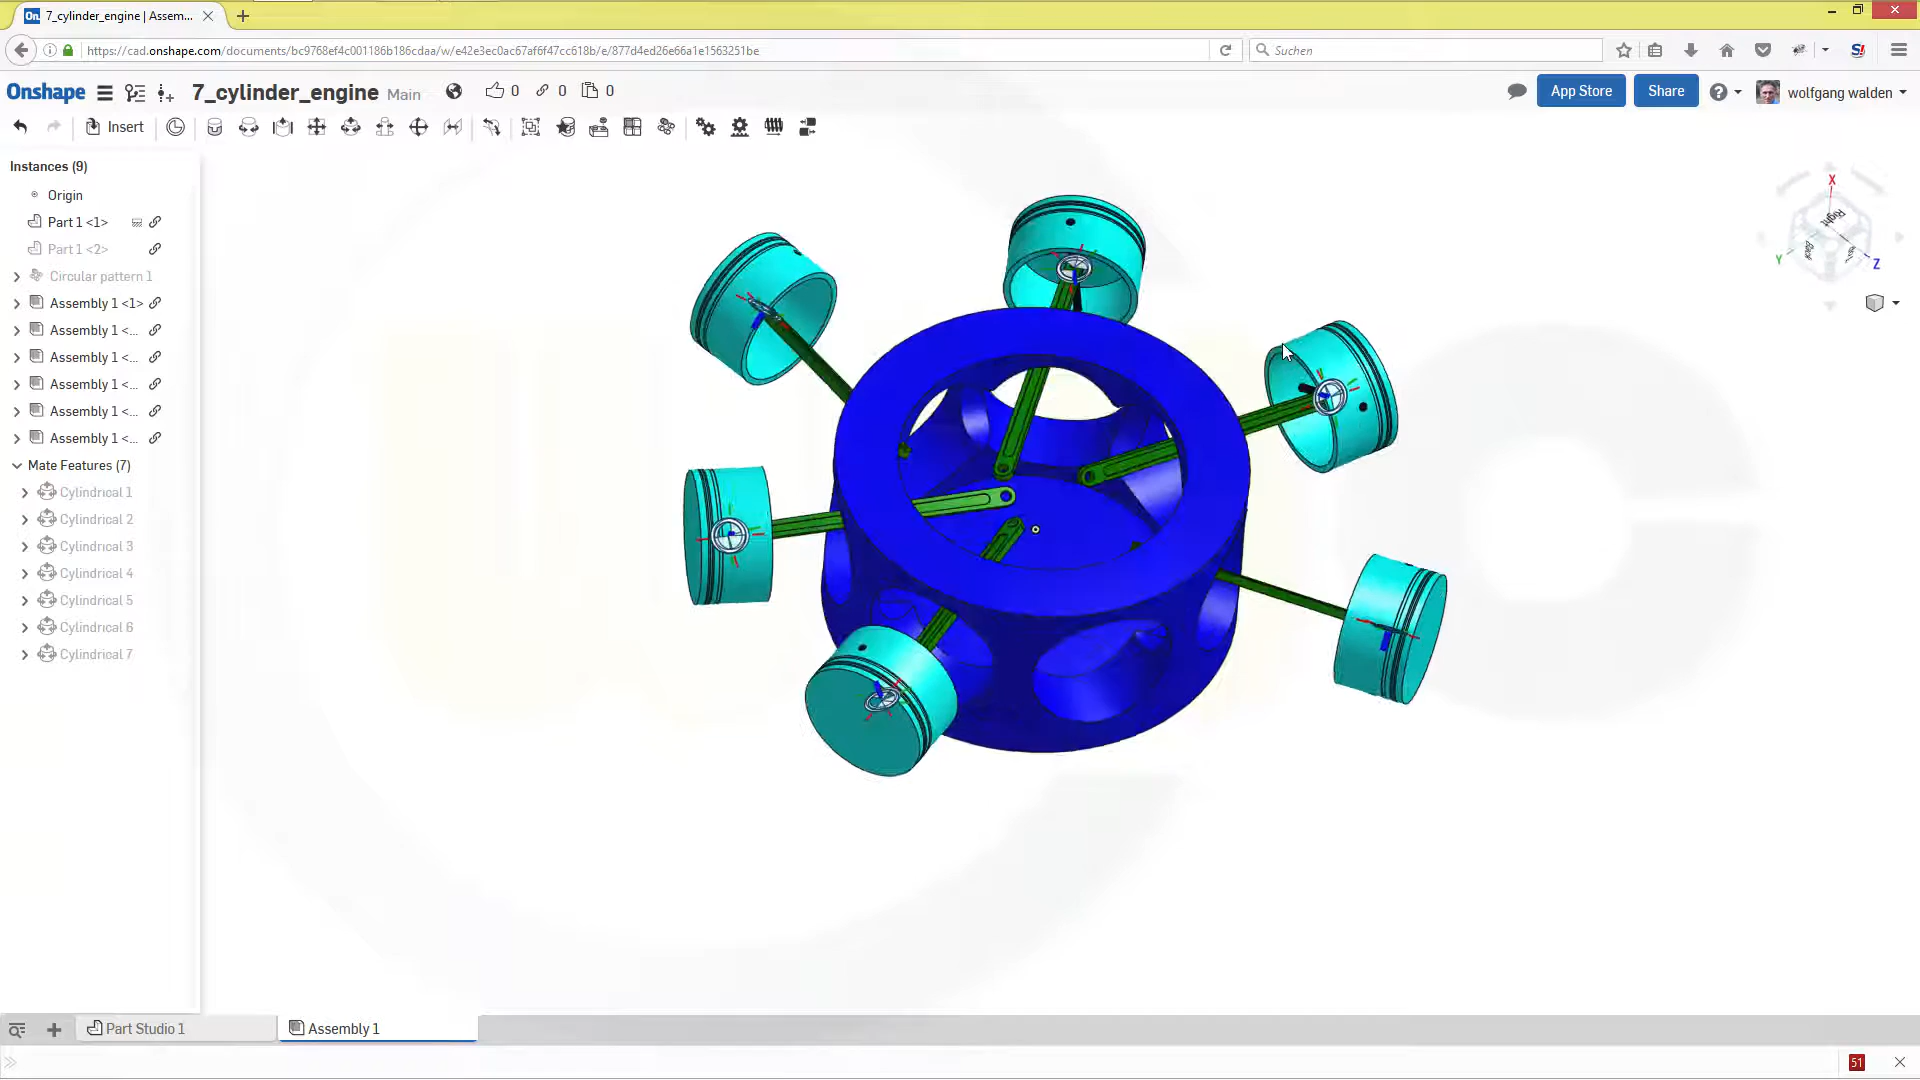 7_cylinder_engine | Assem...
https://cad.onshape.com/documents/bc9768ef4c001186b186cdaa/w/e42e3ec0ac67af6f47cc618b/e/877d4ed26e66a1e1563251be
Suchen
Onshape
7_cylinder_engine Main
0
0
0
App Store
Share
wolfgang walden
Insert
Instances (9)
Origin
Part 1 <1>
Part 1 <2>
Circular pattern 1
Assembly 1 <1>
Assembly 1 <...
Assembly 1 <...
Assembly 1 <...
Assembly 1 <...
Assembly 1 <...
Mate Features (7)
Cylindrical 1
Cylindrical 2
Cylindrical 3
Cylindrical 4
Cylindrical 5
Cylindrical 6
Cylindrical 7
X
Right
Y
Z
Part Studio 1
Assembly 1
51